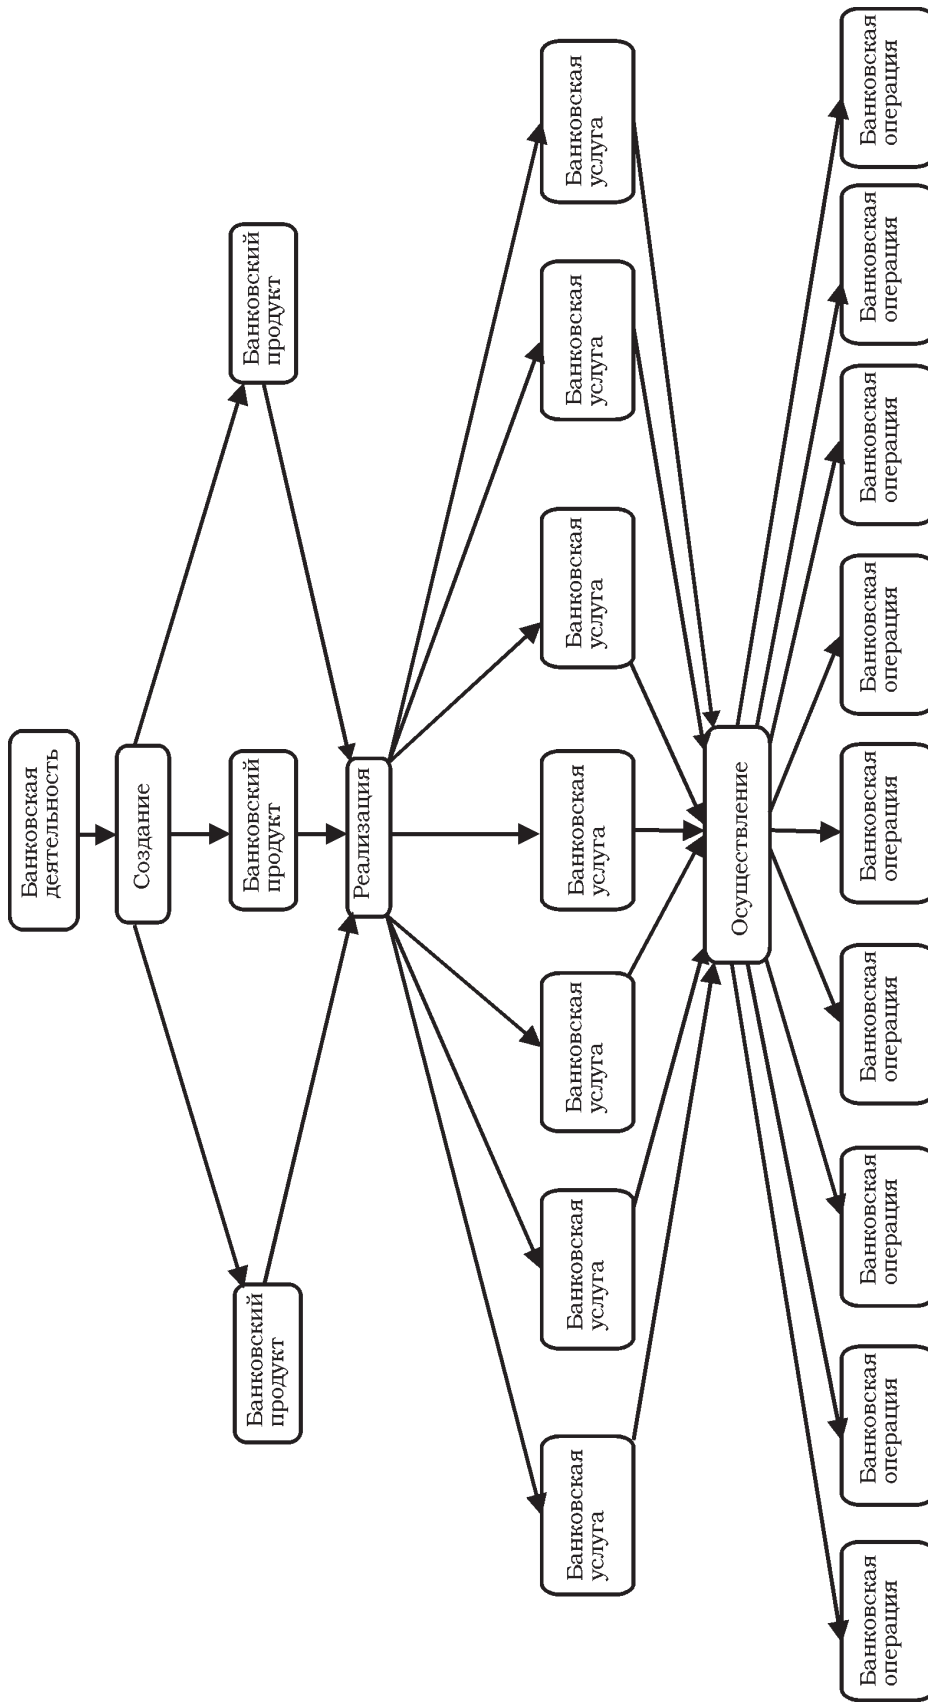 Банковская
деятельность
Создание
Банковский
продукт
Банковский
продукт
Банковский
продукт
Реализация
Банковская
услуга
Банковская
услуга
Банковская
услуга
Банковская
услуга
Банковская
услуга
Банковская
услуга
Банковская
услуга
Осуществление
Банковская
операция
Банковская
операция
Банковская
операция
Банковская
операция
Банковская
операция
Банковская
операция
Банковская
операция
Банковская
операция
Банковская
операция